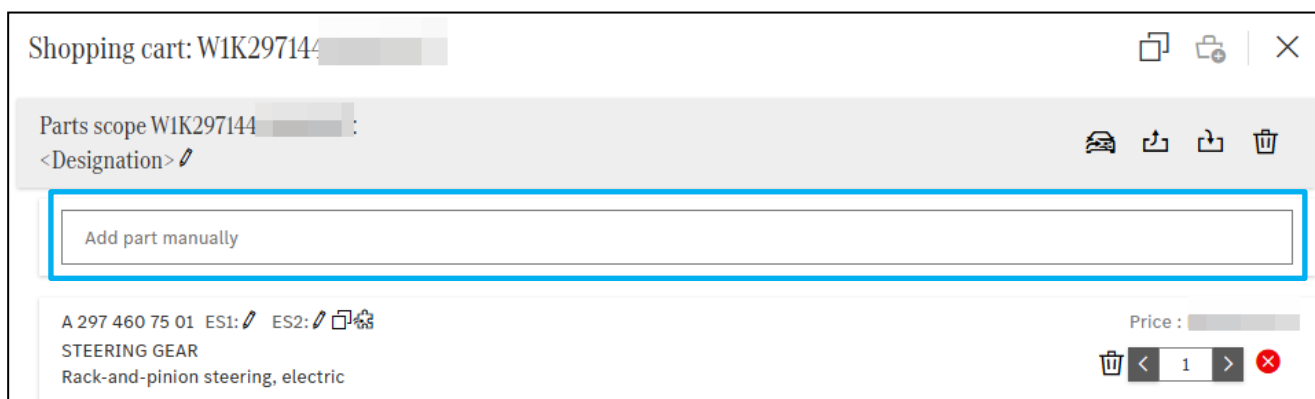 Shopping cart: W1K297144
Parts scope W1K297144 :
<Designation>
Add part manually
A 297 460 75 01 ES1: ES2:
Price :
STEERING GEAR
1
Rack-and-pinion steering, electric